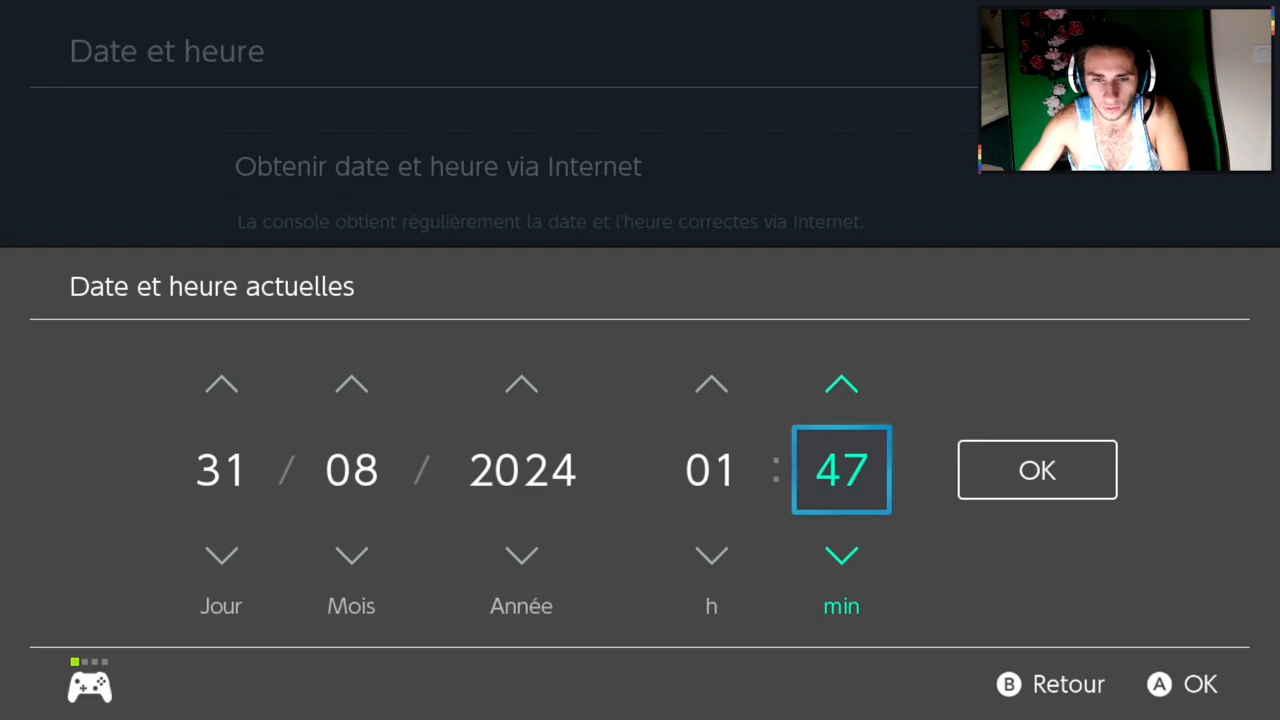 Date et heure
Obtenir date et heure via Internet
La console obtient régulièrement la date et l'heure correctes via Internet.
Date et heure actuelles
31 / 08 / 2024 01 : 47 OK
Jour Mois Année h min
B Retour A OK